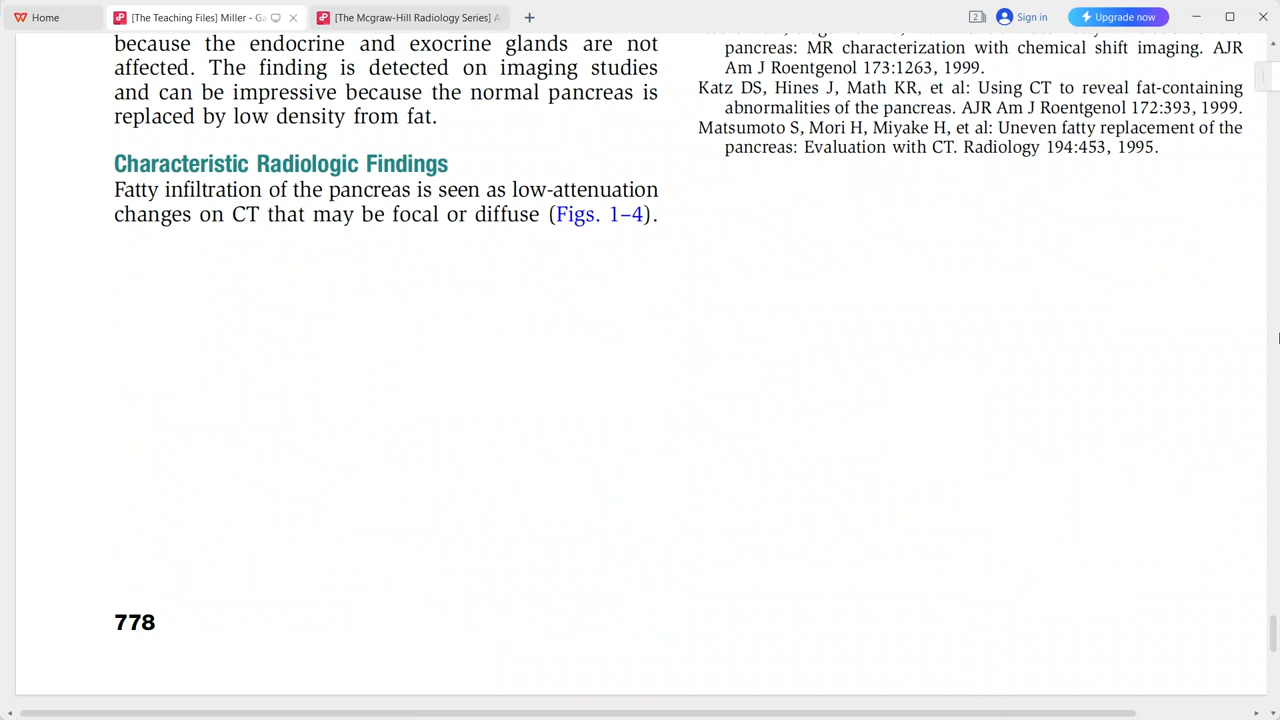 Home
[The Teaching Files] Miller - Ga
[The Mcgraw-Hill Radiology Series] A
2
Sign in
Upgrade now
because the endocrine and exocrine glands are not
affected. The finding is detected on imaging studies
and can be impressive because the normal pancreas is
replaced by low density from fat.
Characteristic Radiologic Findings
Fatty infiltration of the pancreas is seen as low-attenuation
changes on CT that may be focal or diffuse (Figs. 1–4).
778
pancreas: MR characterization with chemical shift imaging. AJR
Am J Roentgenol 173:1263, 1999.
Katz DS, Hines J, Math KR, et al: Using CT to reveal fat-containing
abnormalities of the pancreas. AJR Am J Roentgenol 172:393, 1999.
Matsumoto S, Mori H, Miyake H, et al: Uneven fatty replacement of the
pancreas: Evaluation with CT. Radiology 194:453, 1995.